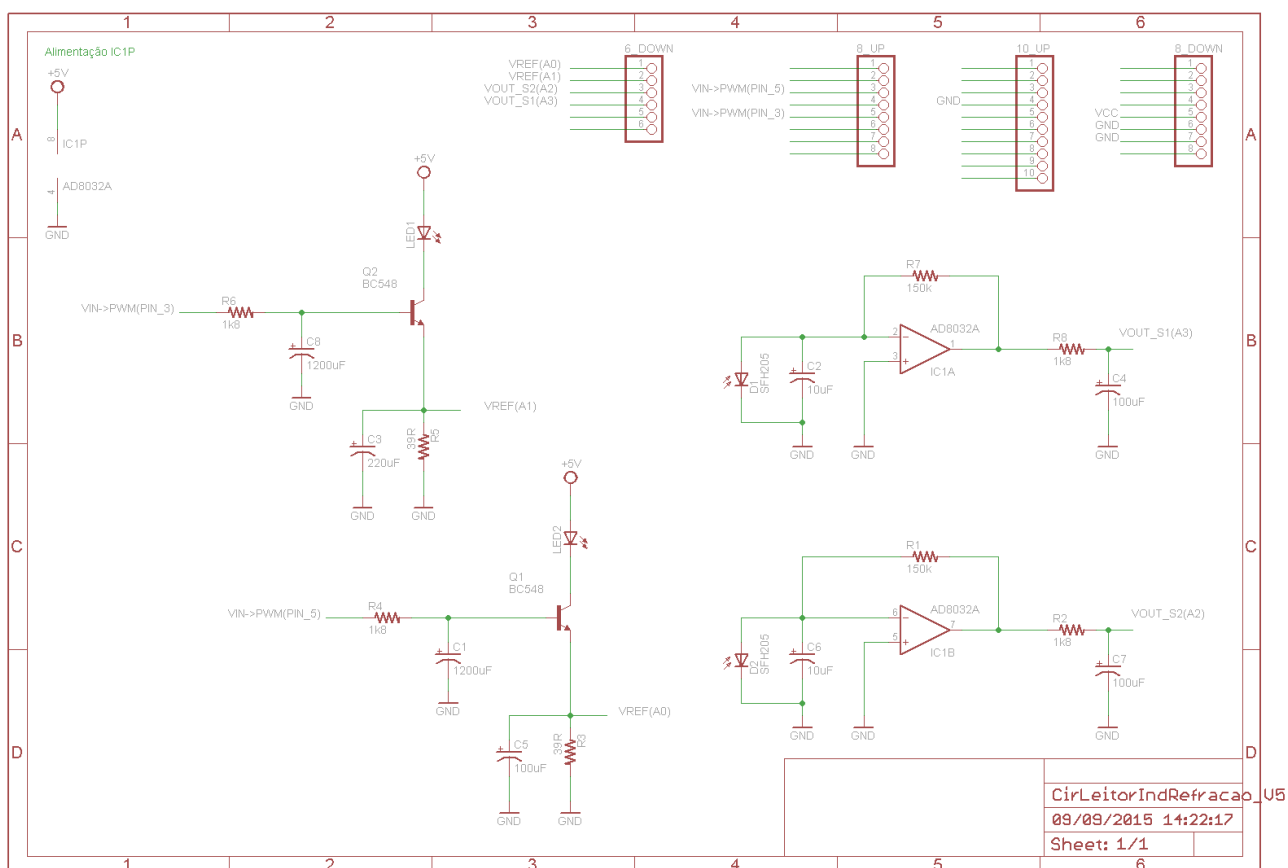 1 2 3 4 5 6
A
B
C
D
A
B
C
D
Alimentação IC1P
+5V
8
IC1P
4
AD8032A
GND
6_DOWN
VREF(A0) 1
VREF(A1) 2
VOUT_S2(A2) 3
VOUT_S1(A3) 4
5
6
8_UP
1
2
VIN->PWM(PIN_5) 3
4
VIN->PWM(PIN_3) 5
6
7
8
10_UP
1
2
3
GND 4
5
6
7
8
9
10
8_DOWN
1
2
3
4
VCC 5
GND 6
GND 7
8
+5V
LED1
Q2
BC548
VIN->PWM(PIN_3)
R6
1k8
C8
1200uF
GND
VREF(A1)
C3
220uF
39R
R5
GND
GND
+5V
LED2
Q1
BC548
VIN->PWM(PIN_5)
R4
1k8
C1
1200uF
GND
VREF(A0)
C5
100uF
39R
R3
GND
GND
R7
150k
AD8032A
2
3
1
IC1A
D1
SFH205
C2
10uF
GND
GND
R8
1k8
VOUT_S1(A3)
C4
100uF
GND
R1
150k
AD8032A
6
5
7
IC1B
D2
SFH205
C6
10uF
GND
GND
R2
1k8
VOUT_S2(A2)
C7
100uF
GND
CirLeitorIndRefracao_V5
09/09/2015 14:22:17
Sheet: 1/1
1 2 3 4 5 6